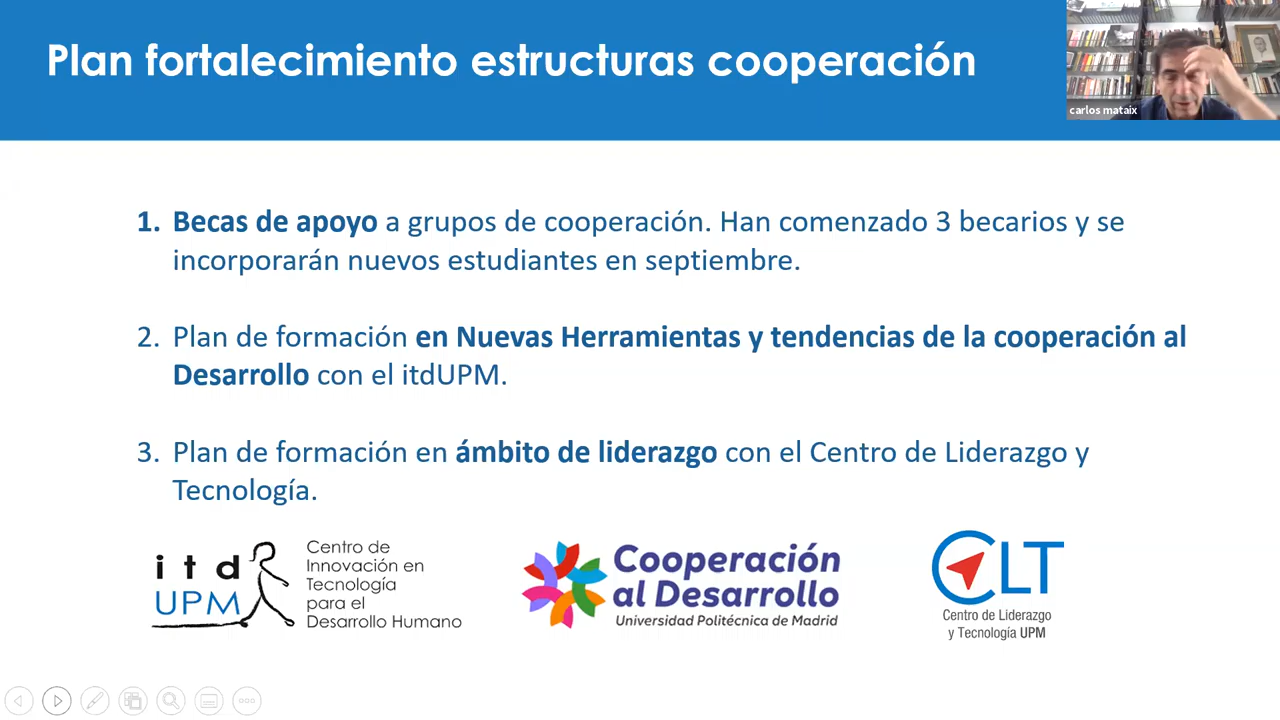 Plan fortalecimiento estructuras cooperación
carlos mataix
1. Becas de apoyo a grupos de cooperación. Han comenzado 3 becarios y se
incorporarán nuevos estudiantes en septiembre.
2. Plan de formación en Nuevas Herramientas y tendencias de la cooperación al
Desarrollo con el itdUPM.
3. Plan de formación en ámbito de liderazgo con el Centro de Liderazgo y
Tecnología.
itd
UPM
Centro de
Innovación en
Tecnología
para el
Desarrollo Humano
Cooperación
al Desarrollo
Universidad Politécnica de Madrid
CLT
Centro de Liderazgo
y Tecnología UPM